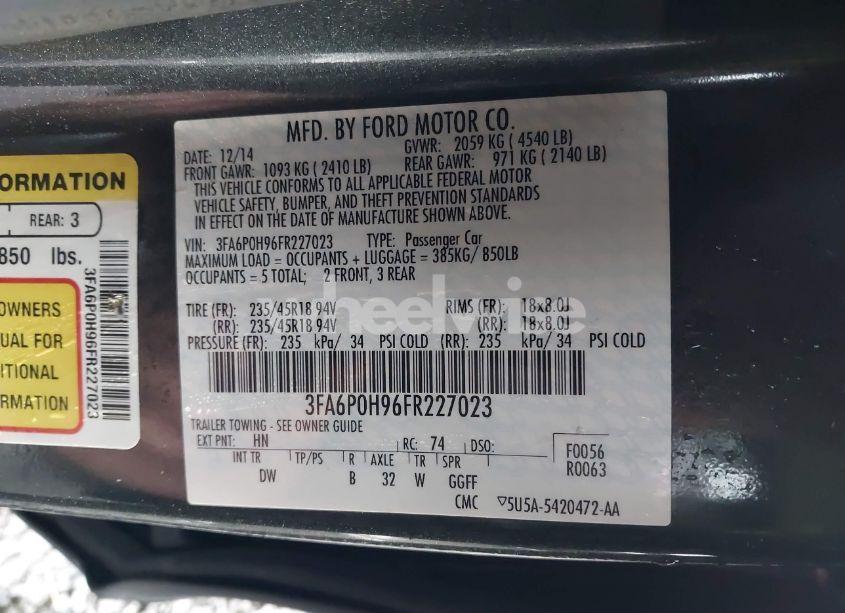 ORMATION
REAR: 3
850 lbs.
OWNERS
UAL FOR
ITIONAL
ORMATION
3FA6P0H96FR227023
MFD. BY FORD MOTOR CO.
DATE: 12/14 GVWR: 2059 KG ( 4540 LB)
FRONT GAWR: 1093 KG ( 2410 LB) REAR GAWR: 971 KG ( 2140 LB)
THIS VEHICLE CONFORMS TO ALL APPLICABLE FEDERAL MOTOR
VEHICLE SAFETY, BUMPER, AND THEFT PREVENTION STANDARDS
IN EFFECT ON THE DATE OF MANUFACTURE SHOWN ABOVE.
VIN: 3FA6P0H96FR227023 TYPE: Passenger Car
MAXIMUM LOAD = OCCUPANTS + LUGGAGE = 385KG/ 850LB
OCCUPANTS = 5 TOTAL; 2 FRONT, 3 REAR
TIRE (FR): 235/45R18 94V RIMS (FR): 18x8.0J
(RR): 235/45R18 94V (RR): 18x8.0J
PRESSURE (FR): 235 kPa/ 34 PSI COLD (RR): 235 kPa/ 34 PSI COLD
3FA6P0H96FR227023
TRAILER TOWING - SEE OWNER GUIDE
EXT PNT: HN RC: 74 DSO: F0056
R0063
INT TR TP/PS R AXLE TR SPR
DW B 32 W GGFF
CMC ▽5U5A-5420472-AA